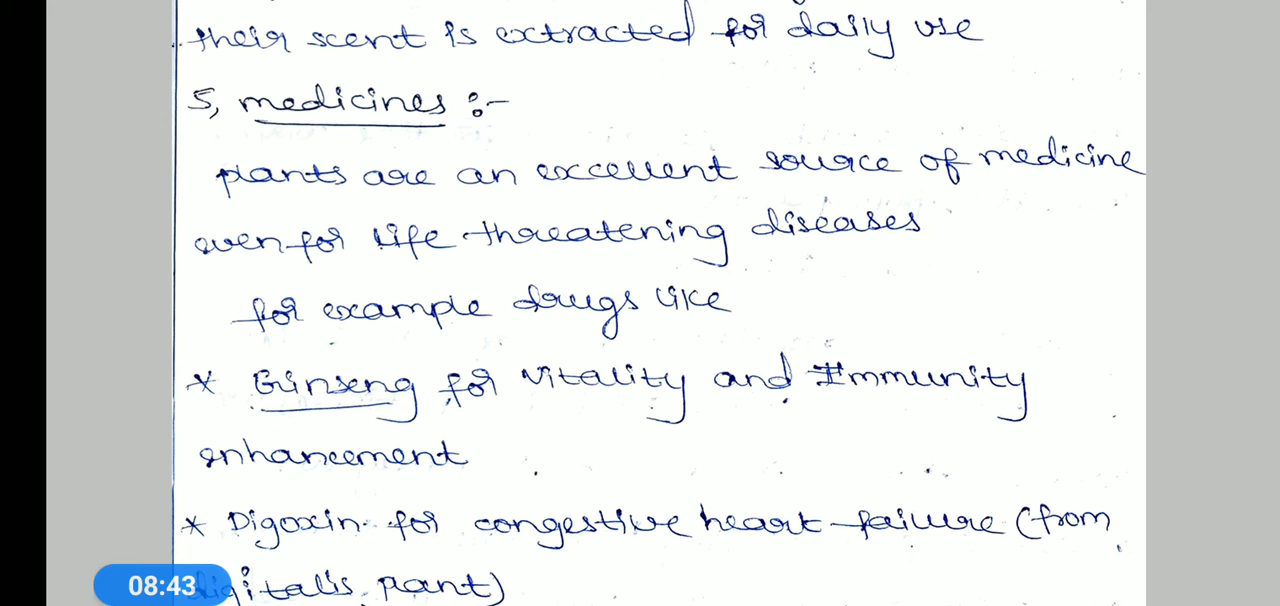 their scent is extracted for daily use
5, medicines :-
plants are an excellent source of medicine
even for life threatening diseases
for example drugs like
* Ginseng for vitality and Immunity
enhancement
* Digoxin for congestive heart failure (from
digitalis plant)
08:43